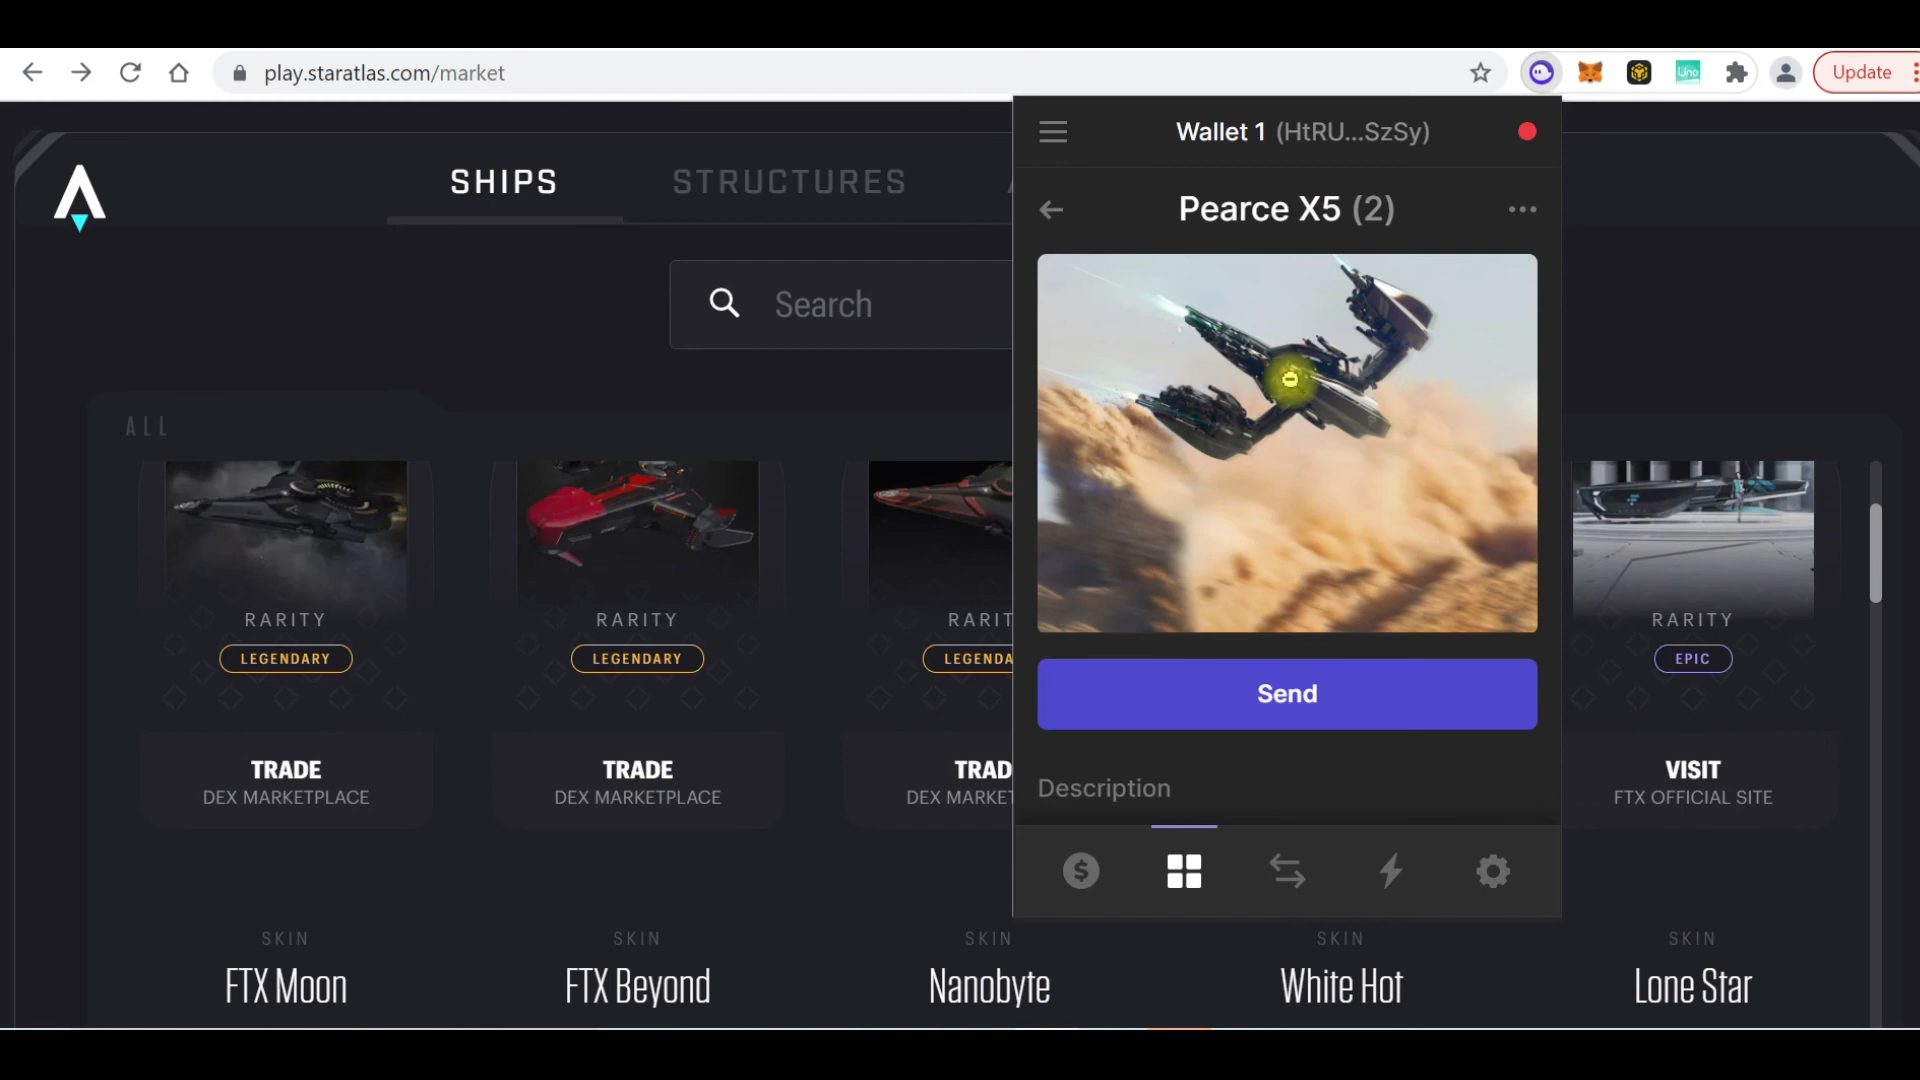 play.staratlas.com/market
Uno
Update
Wallet 1 (HtRU...SzSy)
SHIPS
STRUCTURES
Pearce X5 (2)
Search
ALL
RARITY
RARITY
RARIT
RARITY
LEGENDARY
LEGENDARY
LEGENDA
EPIC
Send
TRADE
TRADE
TRAD
VISIT
DEX MARKETPLACE
DEX MARKETPLACE
DEX MARKET
FTX OFFICIAL SITE
Description
SKIN
SKIN
SKIN
SKIN
SKIN
FTX Moon
FTX Beyond
Nanobyte
White Hot
Lone Star